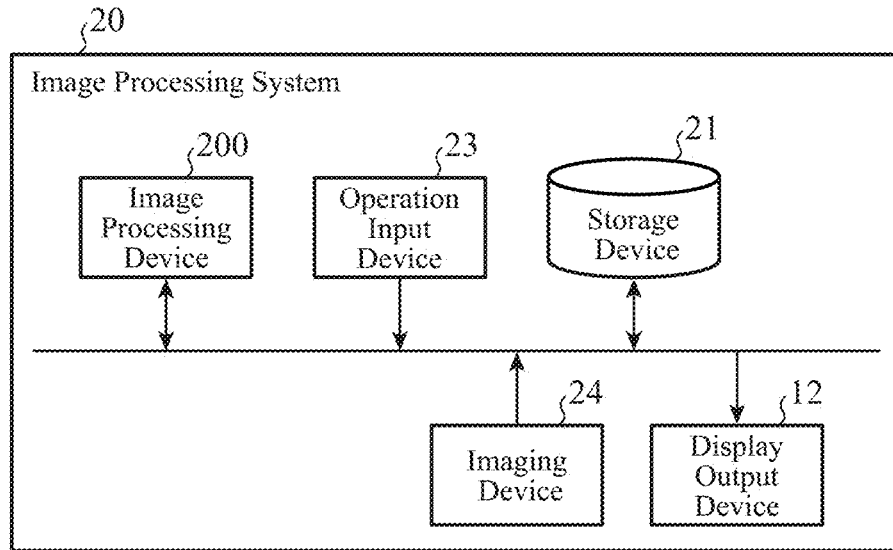 20
Image Processing System
200
Image
Processing
Device
23
Operation
Input
Device
21
Storage
Device
24
Imaging
Device
12
Display
Output
Device